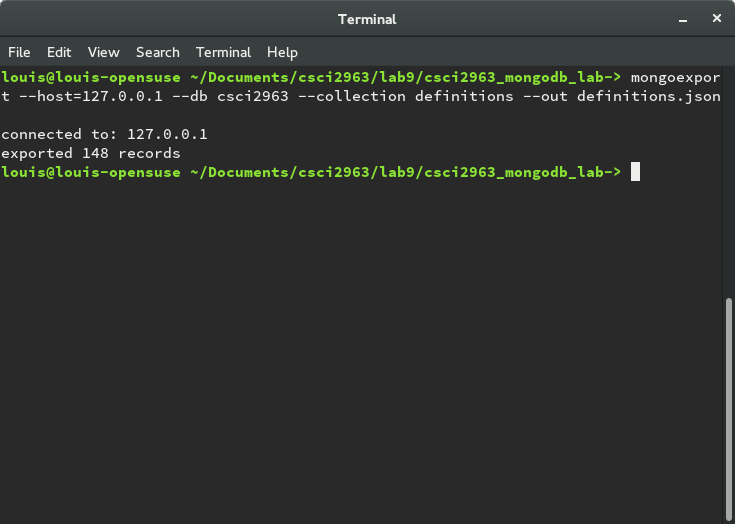 Terminal
File Edit View Search Terminal Help
louis@louis-opensuse ~/Documents/csci2963/lab9/csci2963_mongodb_lab-> mongoexpor
t --host=127.0.0.1 --db csci2963 --collection definitions --out definitions.json
connected to: 127.0.0.1
exported 148 records
louis@louis-opensuse ~/Documents/csci2963/lab9/csci2963_mongodb_lab->